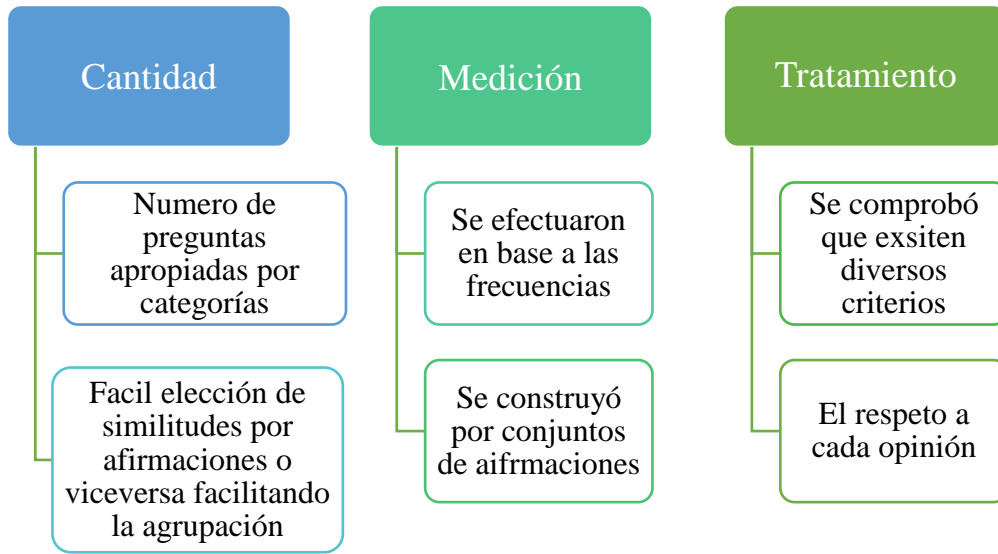 Cantidad
Numero de
preguntas
apropiadas por
categorías
Facil elección de
similitudes por
afirmaciones o
viceversa facilitando
la agrupación
Medición
Se efectuaron
en base a las
frecuencias
Se construyó
por conjuntos
de aifrmaciones
Tratamiento
Se comprobó
que exsiten
diversos
criterios
El respeto a
cada opinión